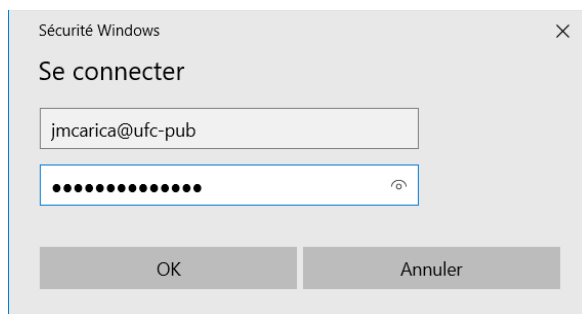 Sécurité Windows
Se connecter
jmcarica@ufc-pub
●●●●●●●●●●●●●●
OK
Annuler